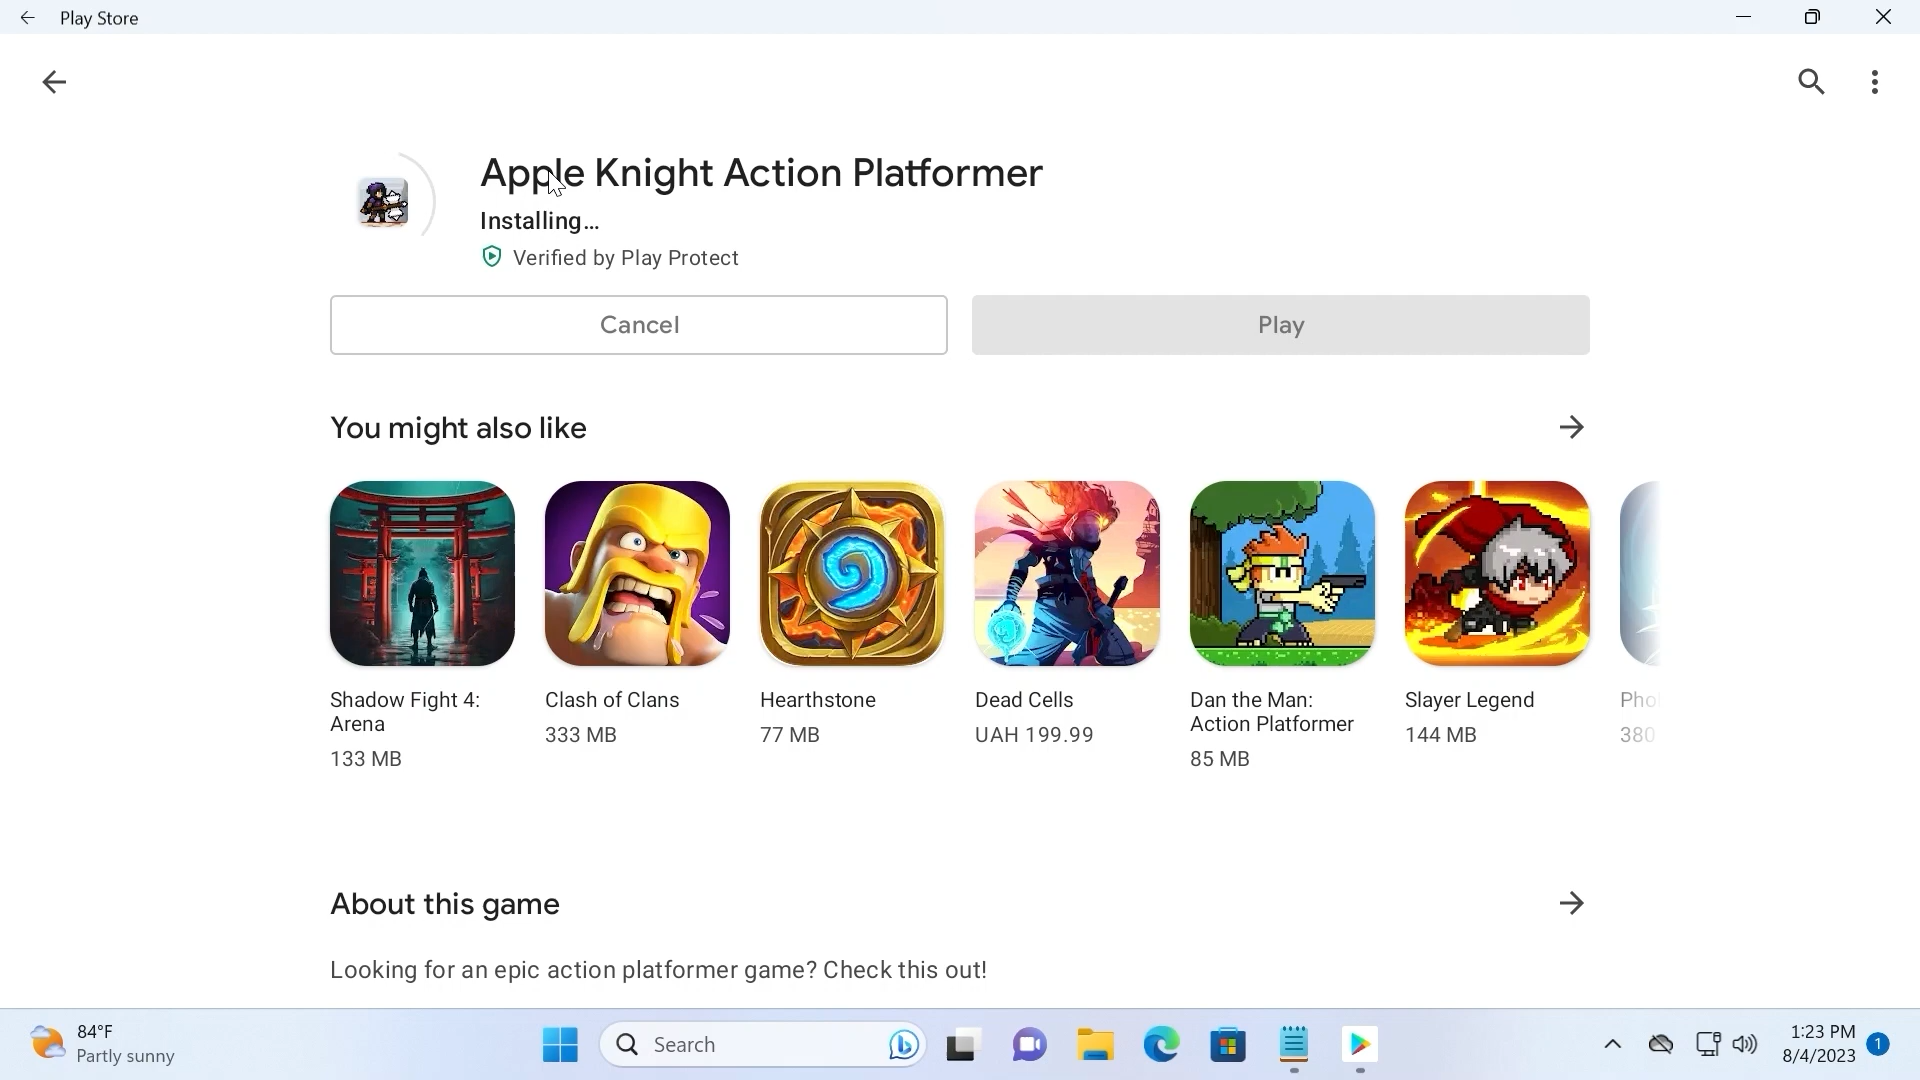 Play Store
Apple Knight Action Platformer
Installing...
Verified by Play Protect
Cancel
Play
You might also like
Shadow Fight 4:
Arena
133 MB
Clash of Clans
333 MB
Hearthstone
77 MB
Dead Cells
UAH 199.99
Dan the Man:
Action Platformer
85 MB
Slayer Legend
144 MB
380
About this game
Looking for an epic action platformer game? Check this out!
84°F
Partly sunny
Search
1:23 PM
8/4/2023
1